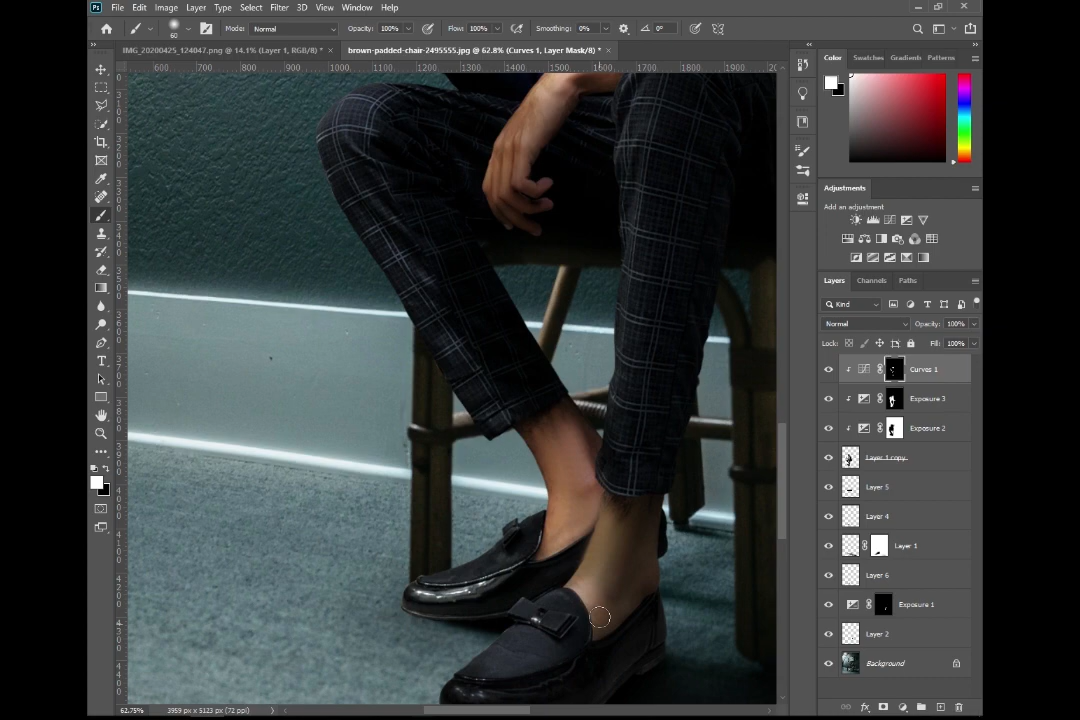 Ps File Edit Image Layer Type Select Filter 3D View Window Help
60 Mode: Normal Opacity: 100% Flow: 100% Smoothing: 0% 0°
IMG_20200425_124047.png @ 14.1% (Layer 1, RGB/8) * × brown-padded-chair-2495555.jpg @ 62.8% (Curves 1, Layer Mask/8) * ×
600 700 800 900 1000 1100 1200 1300 1400 1500 1600 1700 1800 1900
Color Swatches Gradients Patterns
Adjustments
Add an adjustment
Layers Channels Paths
Kind
Normal Opacity: 100%
Lock: Fill: 100%
Curves 1
Exposure 3
Exposure 2
Layer 1 copy
Layer 5
Layer 4
Layer 1
Layer 6
Exposure 1
Layer 2
Background
62.75% 3959 px x 5123 px (72 ppi)